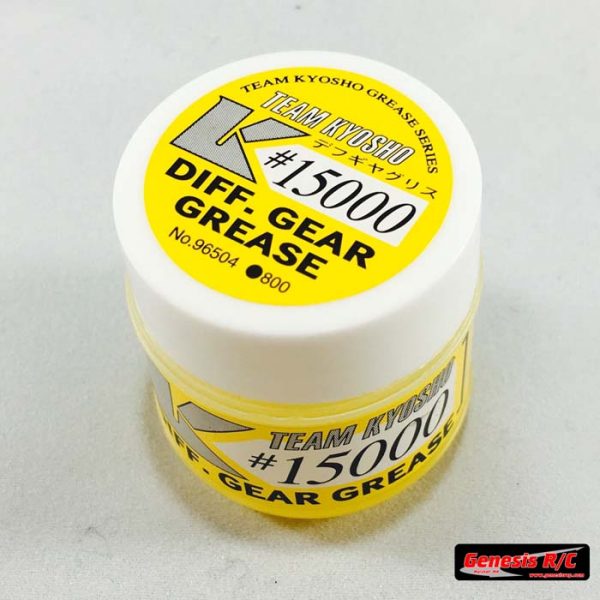 TEAM KYOSHO GREASE SERIES
TEAM KYOSHO
デフギヤグリス
#15000
DIFF. GEAR
GREASE
No.96504 ●800
TEAM KYOSHO
#15000
DIFF. GEAR GREASE
Genesis R/C